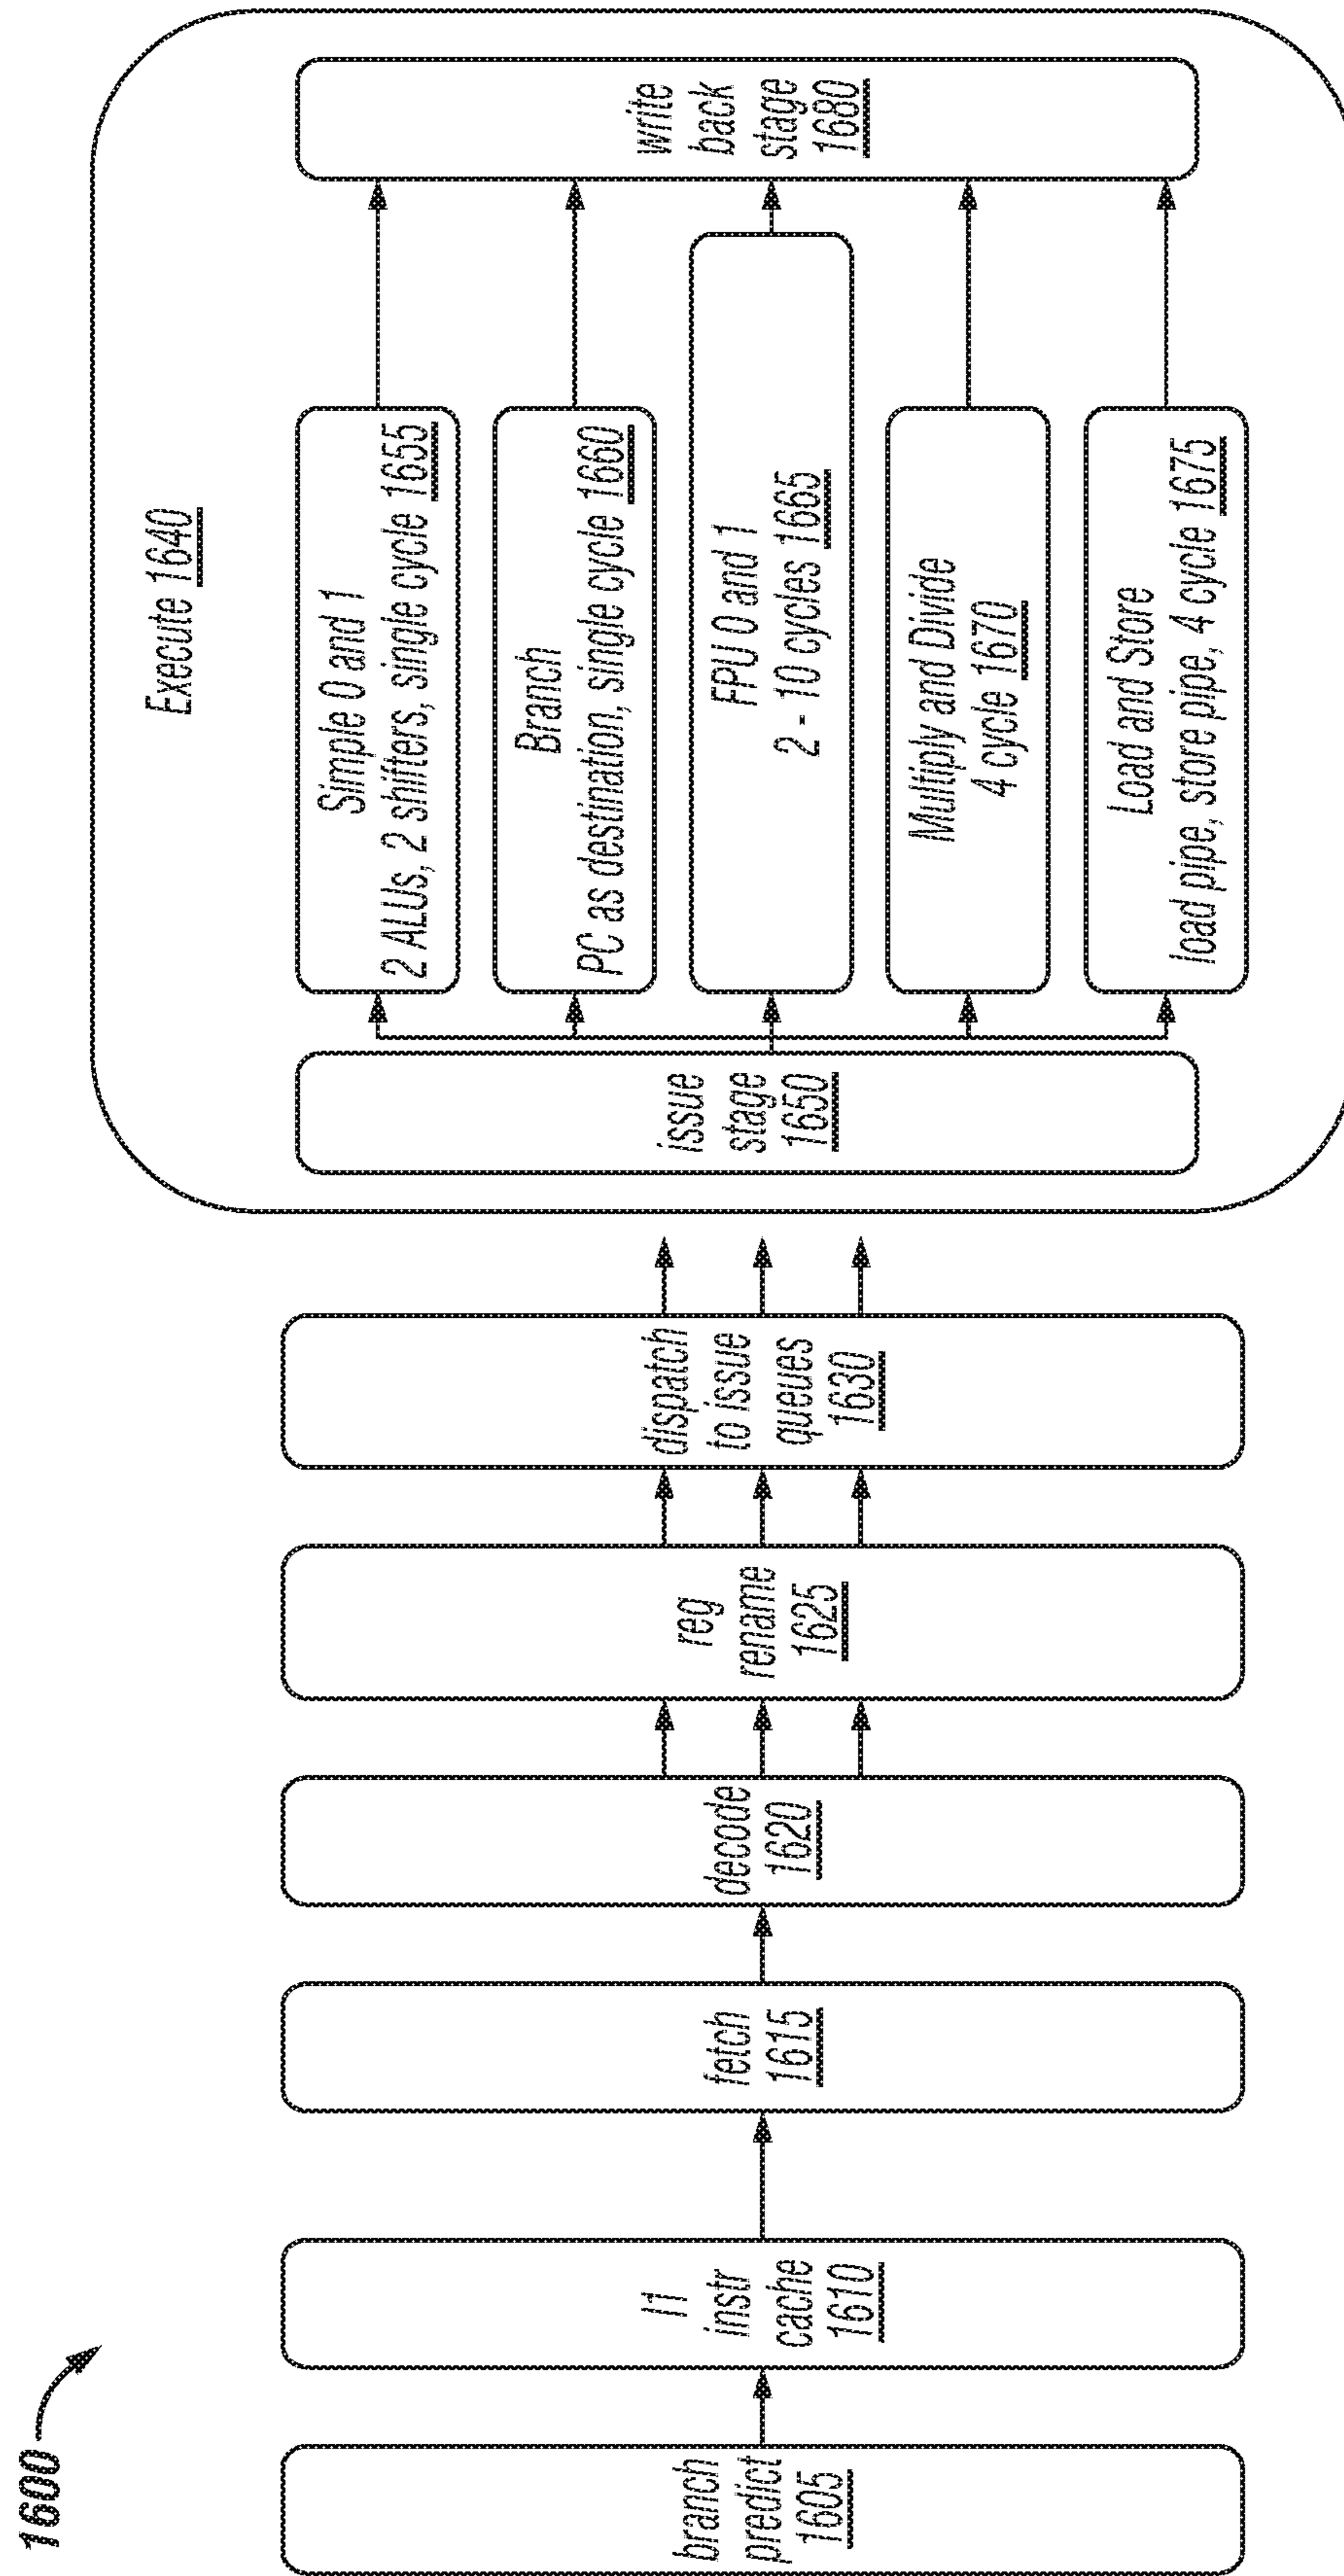 1600
branch
predict
1605
I1
instr
cache
1610
fetch
1615
decode
1620
reg
rename
1625
dispatch
to issue
queues
1630
Execute 1640
issue
stage
1650
Simple 0 and 1
2 ALUs, 2 shifters, single cycle 1655
Branch
PC as destination, single cycle 1660
FPU 0 and 1
2 - 10 cycles 1665
Multiply and Divide
4 cycle 1670
Load and Store
load pipe, store pipe, 4 cycle 1675
write
back
stage
1680